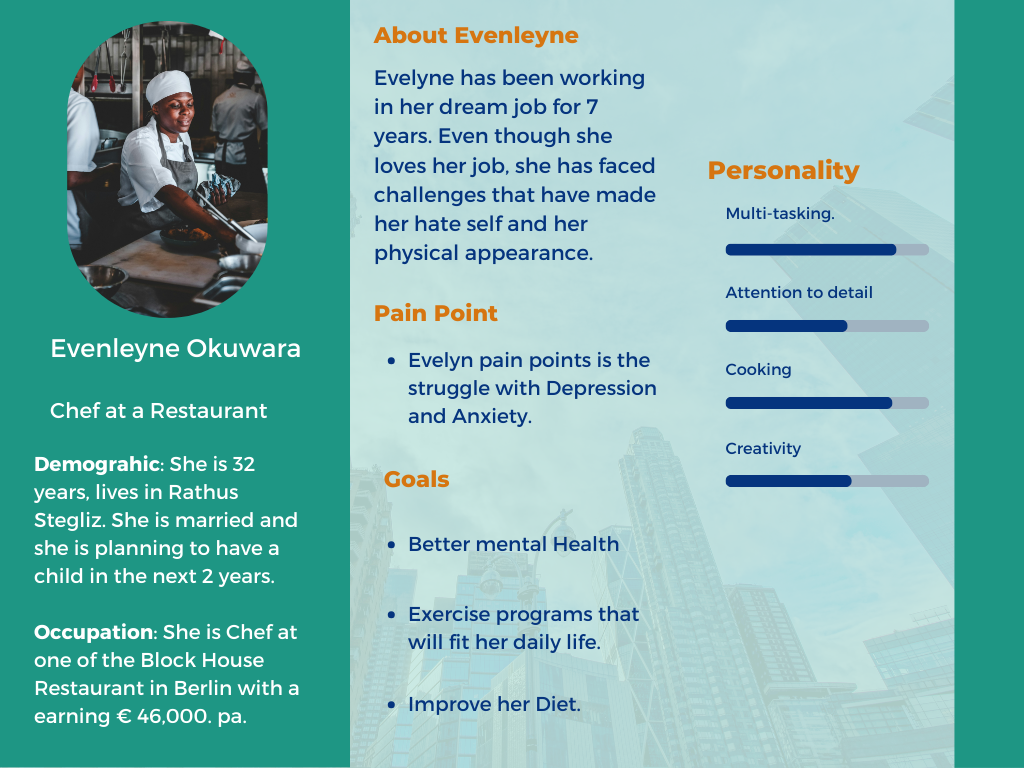 Evenleyne Okuwara
Chef at a Restaurant
Demograhic: She is 32
years, lives in Rathus
Stegliz. She is married and
she is planning to have a
child in the next 2 years.
Occupation: She is Chef at
one of the Block House
Restaurant in Berlin with a
earning € 46,000. pa.
About Evenleyne
Evelyne has been working
in her dream job for 7
years. Even though she
loves her job, she has faced
challenges that have made
her hate self and her
physical appearance.
Pain Point
• Evelyn pain points is the
struggle with Depression
and Anxiety.
Goals
• Better mental Health
• Exercise programs that
will fit her daily life.
• Improve her Diet.
Personality
Multi-tasking.
Attention to detail
Cooking
Creativity